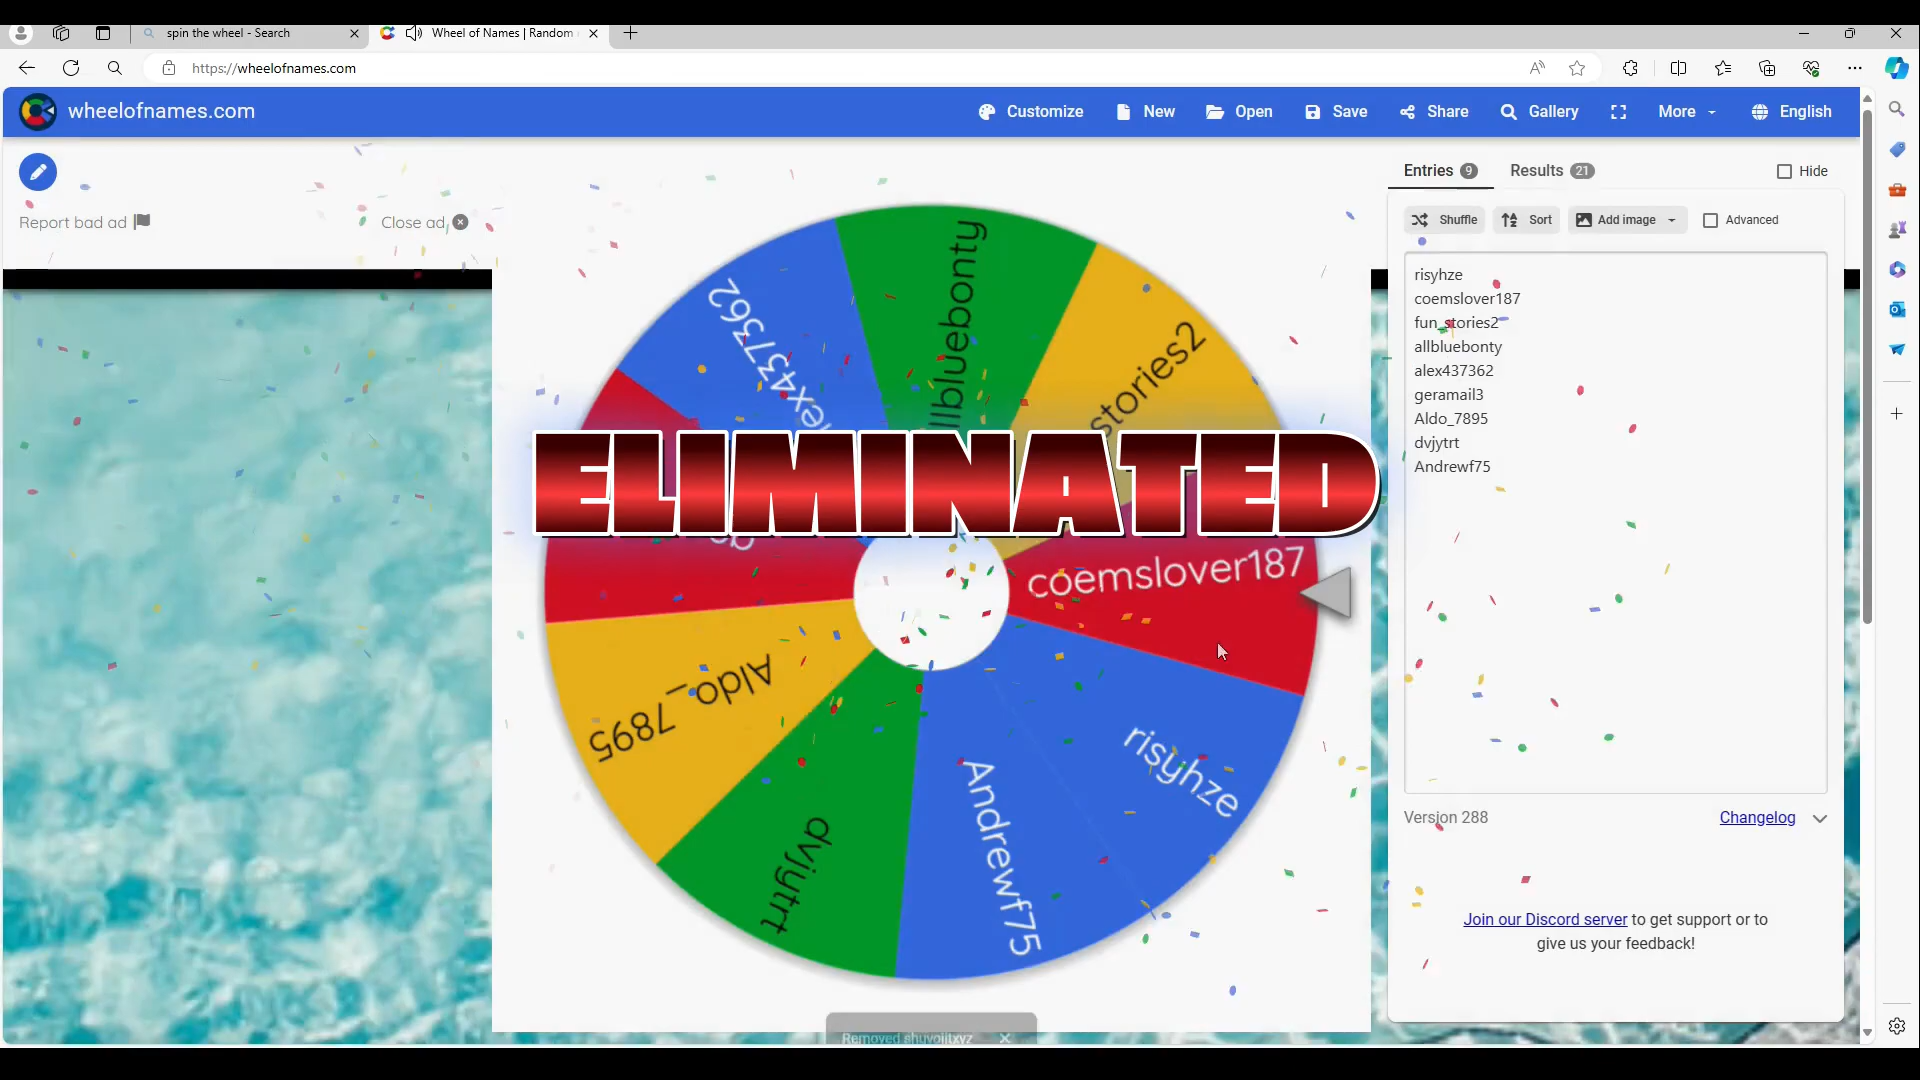 spin the wheel - Search
Wheel of Names | Random
https://wheelofnames.com
wheelofnames.com
Customize
New
Open
Save
Share
Gallery
More
English
Report bad ad
Close ad
Entries 9
Results 21
Hide
Shuffle
Sort
Add image
Advanced
risyhze
coemslover187
fun_stories2
allbluebonty
alex437362
geramail3
Aldo_7895
dvjytrt
Andrewf75
llbluebonty
stories2
ex437362
ELIMINATED
coemslover187
risyhze
Andrewf75
dvjytrt
Aldo_7895
Version 288
Changelog
Join our Discord server to get support or to
give us your feedback!